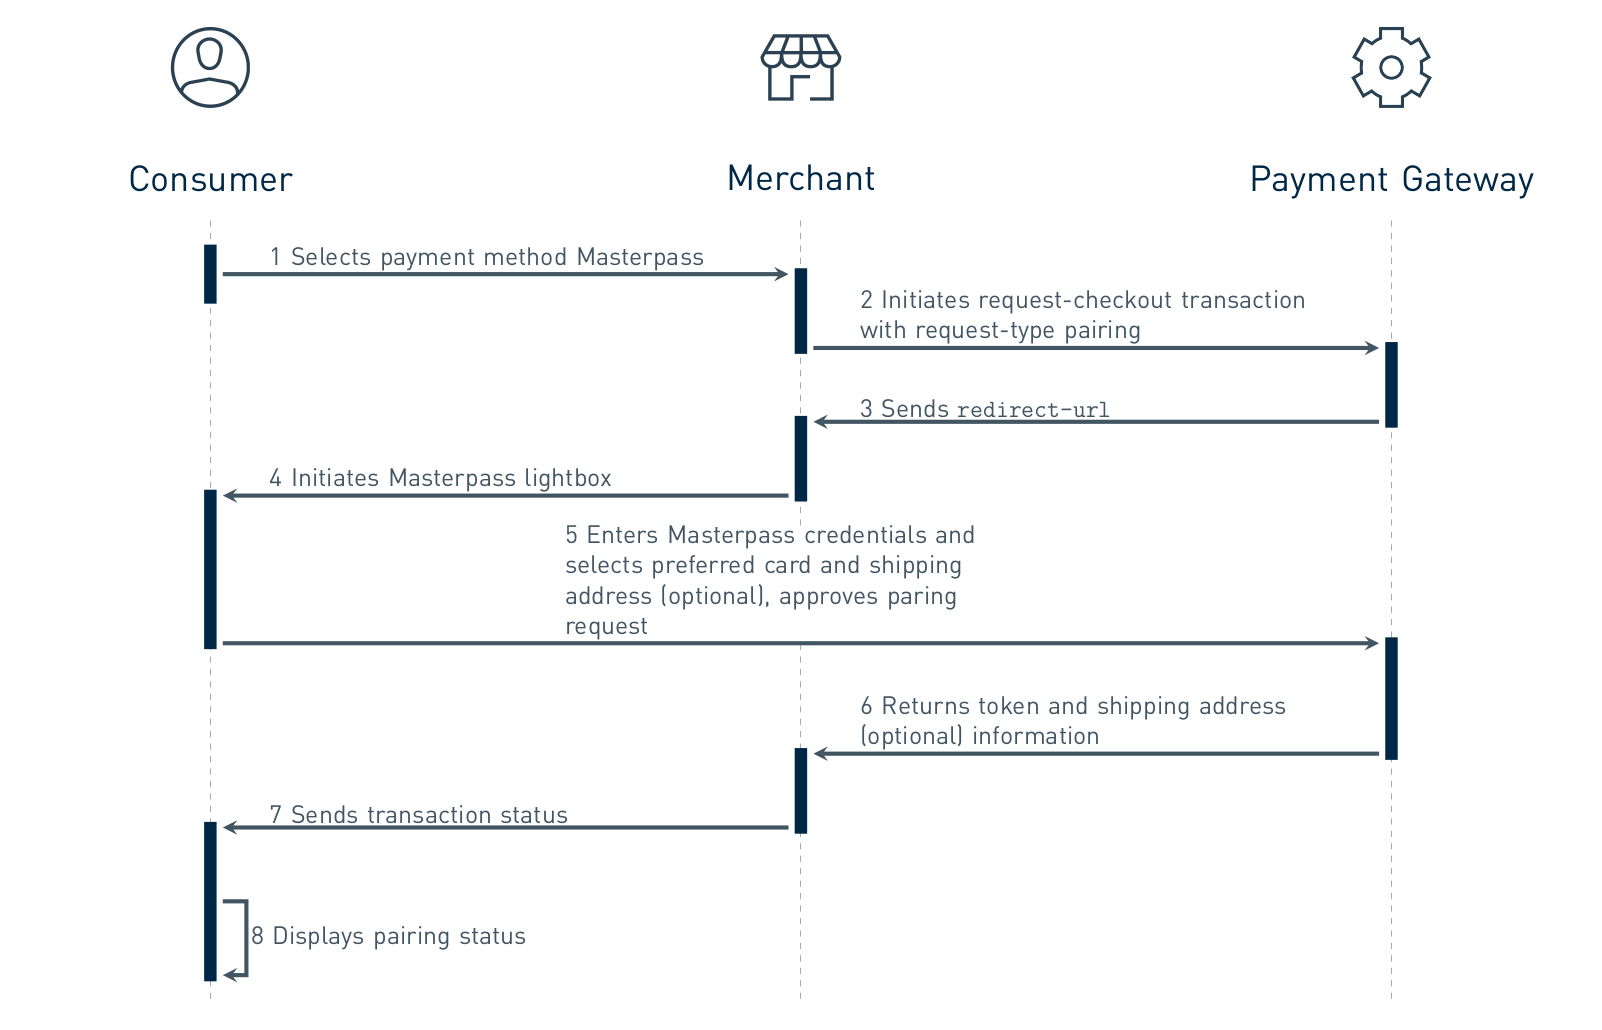 Consumer
Merchant
Payment Gateway
1 Selects payment method Masterpass
2 Initiates request-checkout transaction
with request-type pairing
3 Sends redirect-url
4 Initiates Masterpass lightbox
5 Enters Masterpass credentials and
selects preferred card and shipping
address (optional), approves paring
request
6 Returns token and shipping address
(optional) information
7 Sends transaction status
8 Displays pairing status